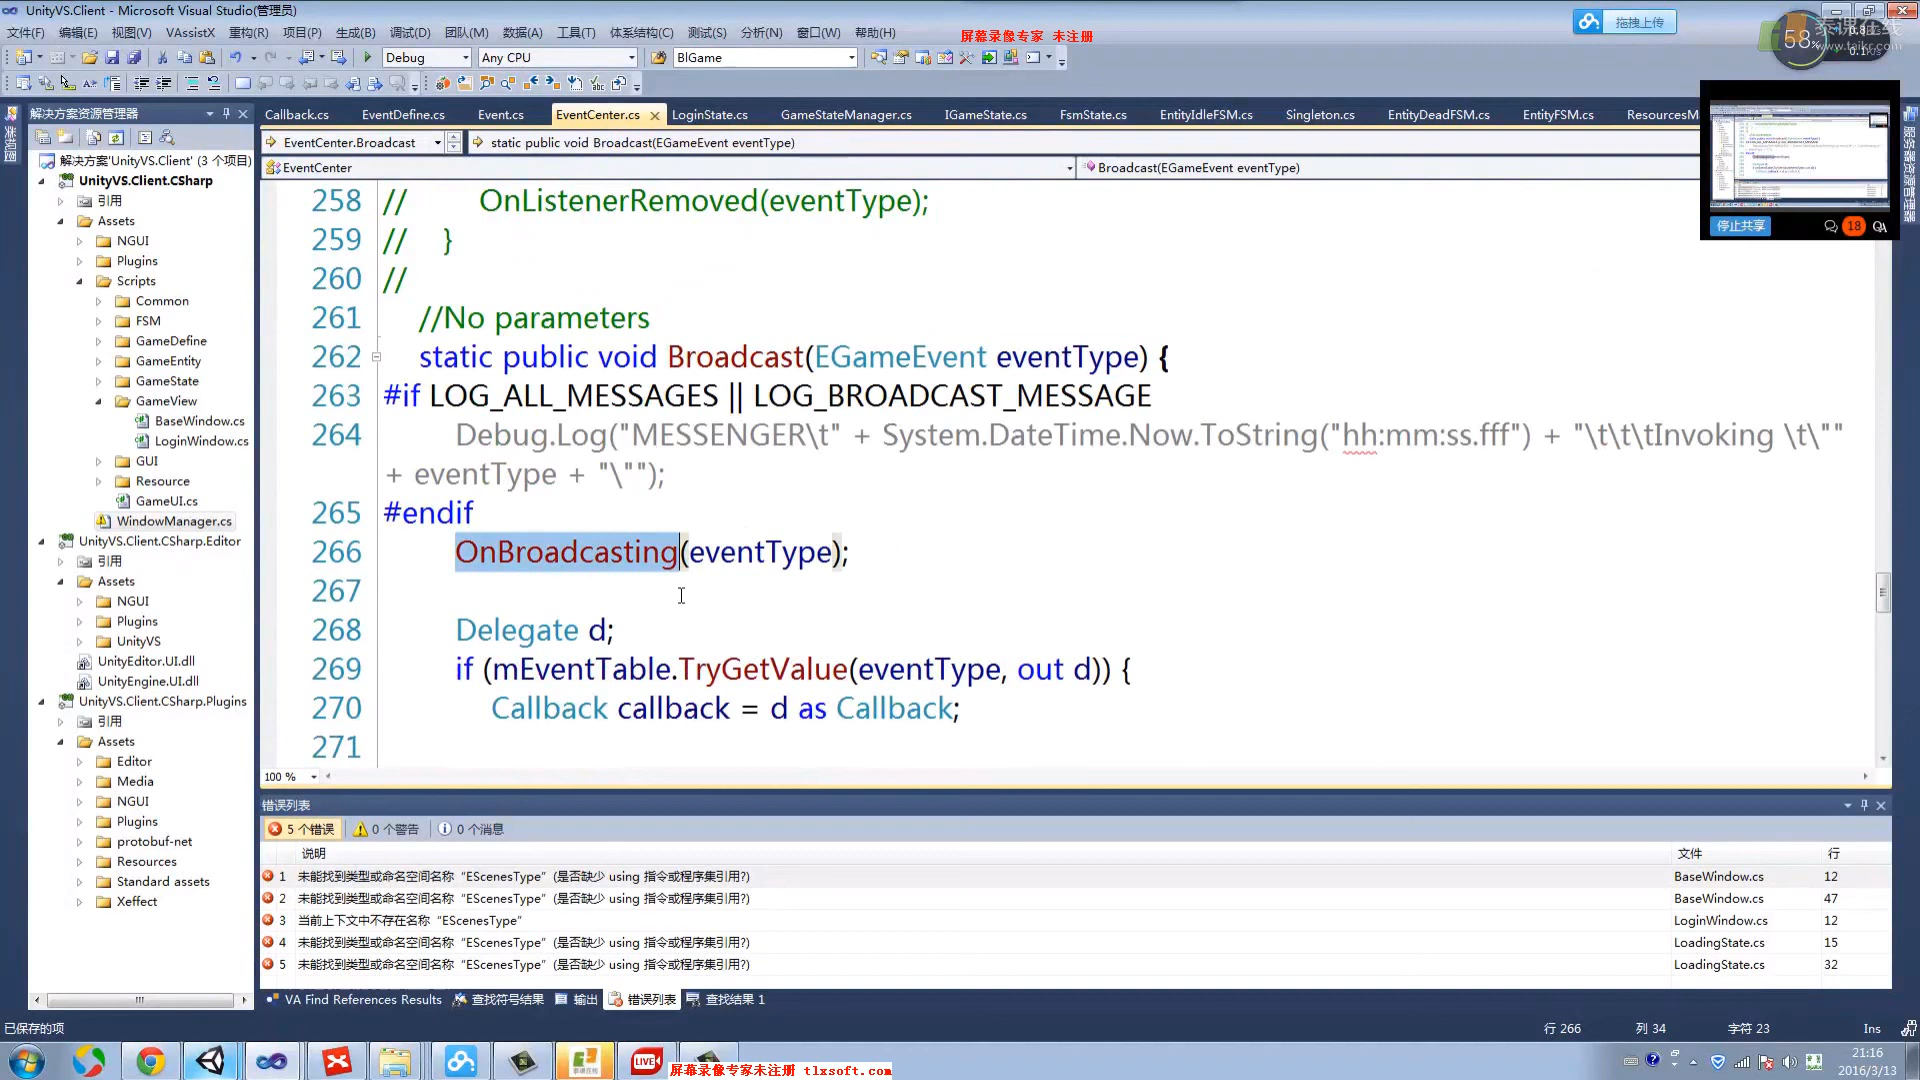 UnityVS.Client - Microsoft Visual Studio(管理员)
文件(F) 编辑(E) 视图(V) VAssistX 重构(R) 项目(P) 生成(B) 调试(D) 团队(M) 数据(A) 工具(T) 体系结构(C) 测试(S) 分析(N) 窗口(W) 帮助(H)
屏幕录像专家 未注册
拖拽上传
58%
泰课在线
www.taikr.com
Debug Any CPU BIGame
解决方案资源管理器
Callback.cs EventDefine.cs Event.cs EventCenter.cs LoginState.cs GameStateManager.cs IGameState.cs FsmState.cs EntityIdleFSM.cs Singleton.cs EntityDeadFSM.cs EntityFSM.cs ResourcesM
EventCenter.Broadcast static public void Broadcast(EGameEvent eventType)
EventCenter Broadcast(EGameEvent eventType)
停止共享 18
解决方案'UnityVS.Client' (3 个项目)
UnityVS.Client.CSharp
引用
Assets
NGUI
Plugins
Scripts
Common
FSM
GameDefine
GameEntity
GameState
GameView
BaseWindow.cs
LoginWindow.cs
GUI
Resource
GameUI.cs
WindowManager.cs
UnityVS.Client.CSharp.Editor
引用
Assets
NGUI
Plugins
UnityVS
UnityEditor.UI.dll
UnityEngine.UI.dll
UnityVS.Client.CSharp.Plugins
引用
Assets
Editor
Media
NGUI
Plugins
protobuf-net
Resources
Standard assets
Xeffect
258 // OnListenerRemoved(eventType);
259 // }
260 //
261 //No parameters
262 static public void Broadcast(EGameEvent eventType) {
263 #if LOG_ALL_MESSAGES || LOG_BROADCAST_MESSAGE
264 Debug.Log("MESSENGER\t" + System.DateTime.Now.ToString("hh:mm:ss.fff") + "\t\t\tInvoking \t\""
+ eventType + "\"");
265 #endif
266 OnBroadcasting(eventType);
267
268 Delegate d;
269 if (mEventTable.TryGetValue(eventType, out d)) {
270 Callback callback = d as Callback;
271
100 %
错误列表
5 个错误 0 个警告 0 个消息
说明 文件 行
1 未能找到类型或命名空间名称“EScenesType”(是否缺少 using 指令或程序集引用?) BaseWindow.cs 12
2 未能找到类型或命名空间名称“EScenesType”(是否缺少 using 指令或程序集引用?) BaseWindow.cs 47
3 当前上下文中不存在名称“EScenesType” LoginWindow.cs 12
4 未能找到类型或命名空间名称“EScenesType”(是否缺少 using 指令或程序集引用?) LoadingState.cs 15
5 未能找到类型或命名空间名称“EScenesType”(是否缺少 using 指令或程序集引用?) LoadingState.cs 32
VA Find References Results 查找符号结果 输出 错误列表 查找结果 1
已保存的项 行 266 列 34 字符 23 Ins
LIVE
屏幕录像专家未注册 tlxsoft.com
21:16
2016/3/13